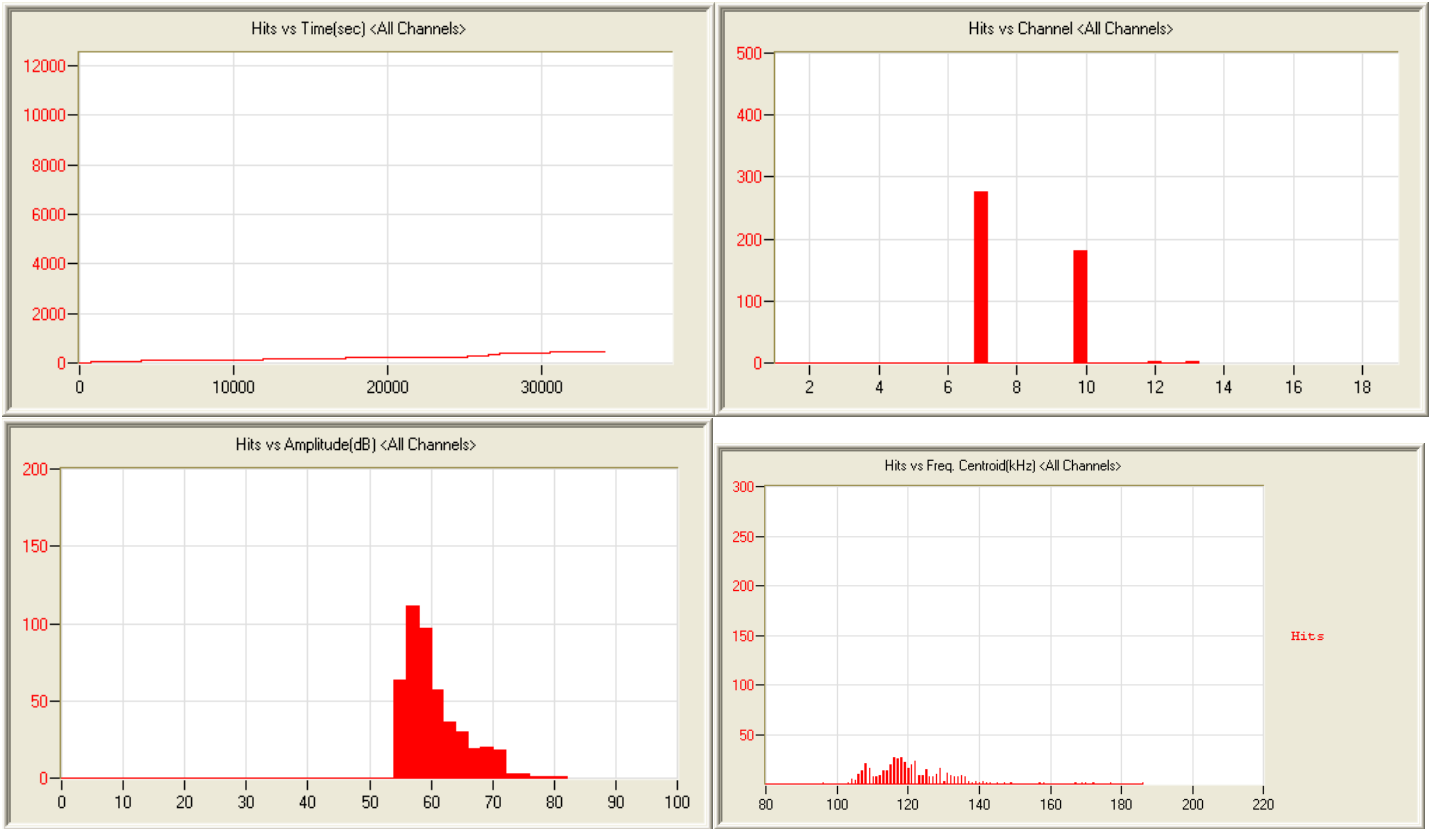 Hits vs Time(sec) <All Channels>
12000
10000
8000
6000
4000
2000
0
0 10000 20000 30000
Hits vs Channel <All Channels>
500
400
300
200
100
0
2 4 6 8 10 12 14 16 18
Hits vs Amplitude(dB) <All Channels>
200
150
100
50
0
0 10 20 30 40 50 60 70 80 90 100
Hits vs Freq. Centroid(kHz) <All Channels>
300
250
200
150
100
50
80 100 120 140 160 180 200 220
Hits